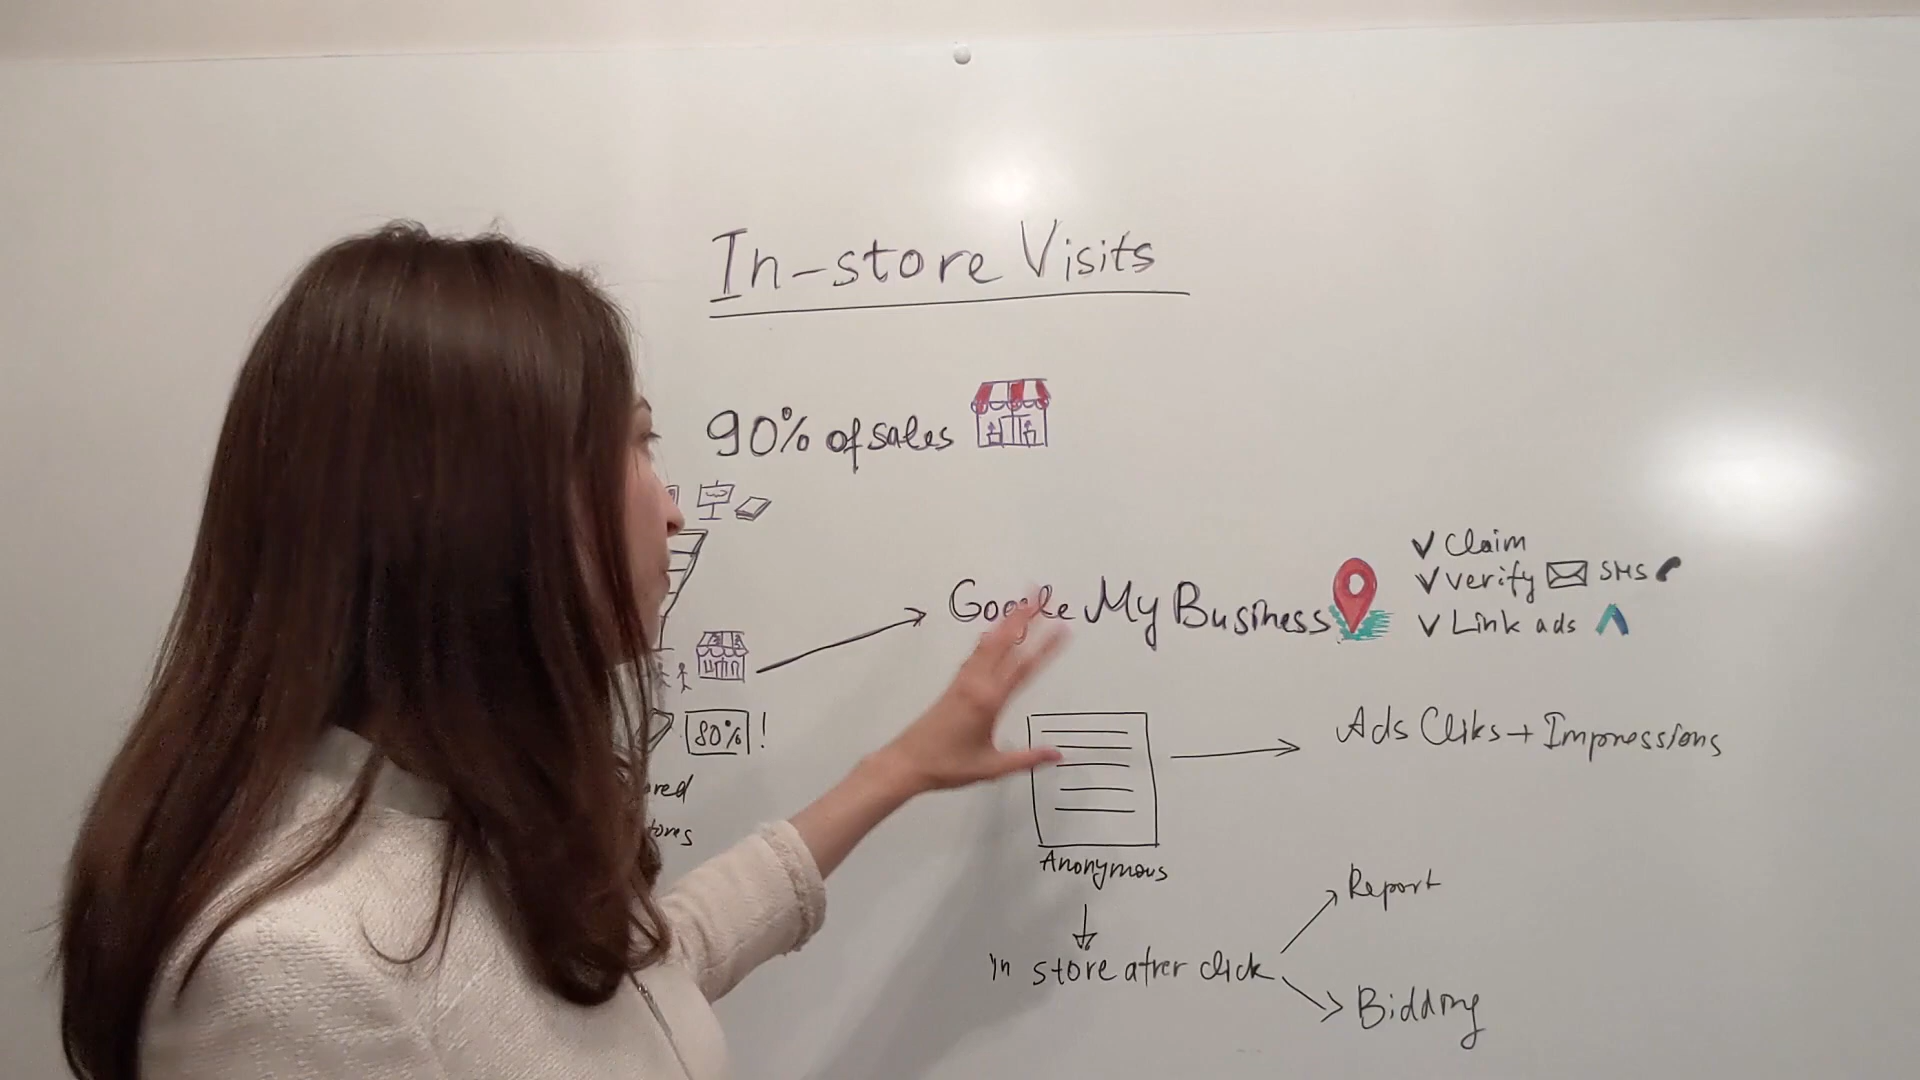 In-store Visits
90% of sales
Google My Business
✓ Claim
✓ verify SMS
✓ Link ads
80% !
Ads Cliks + Impressions
Anonymous
Report
In store after click
Bidding